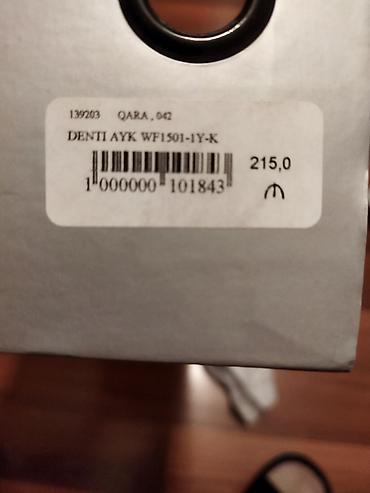 139203 QARA , 042
DENTI AYK WF1501-1Y-K
215,0
1 000000 101843
₼